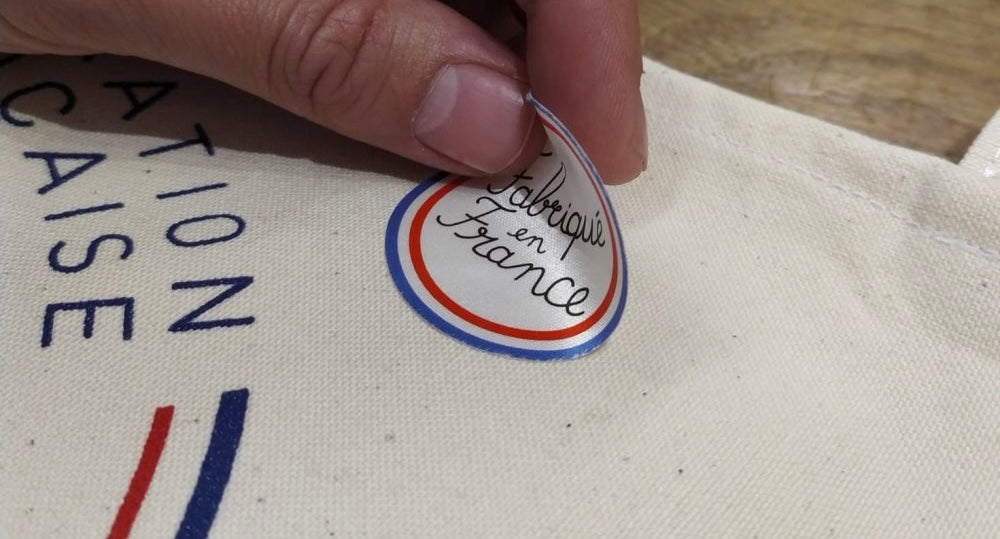 ATION
ÇAISE
Fabriqué
en
France